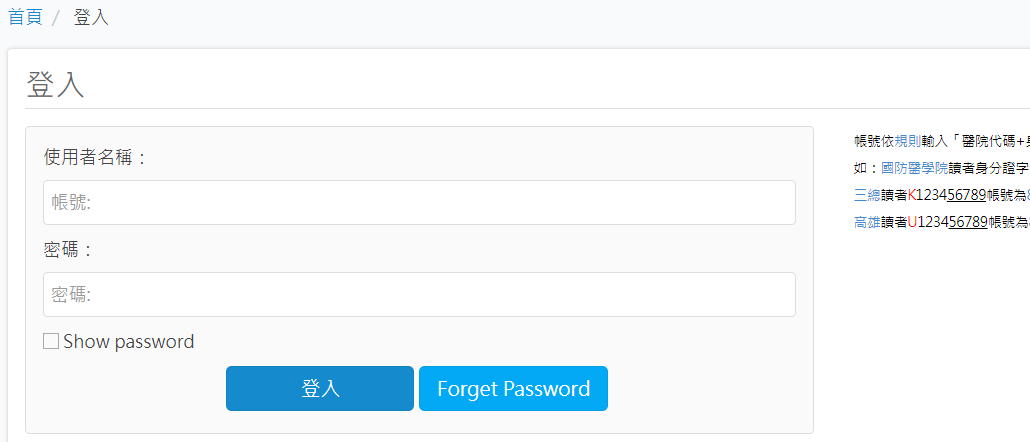 首頁 / 登入
登入
使用者名稱：
帳號:
密碼：
密碼:
Show password
登入 Forget Password
帳號依規則輸入「醫院代碼+
如：國防醫學院讀者身分證字
三總讀者K123456789帳號為
高雄讀者U123456789帳號為